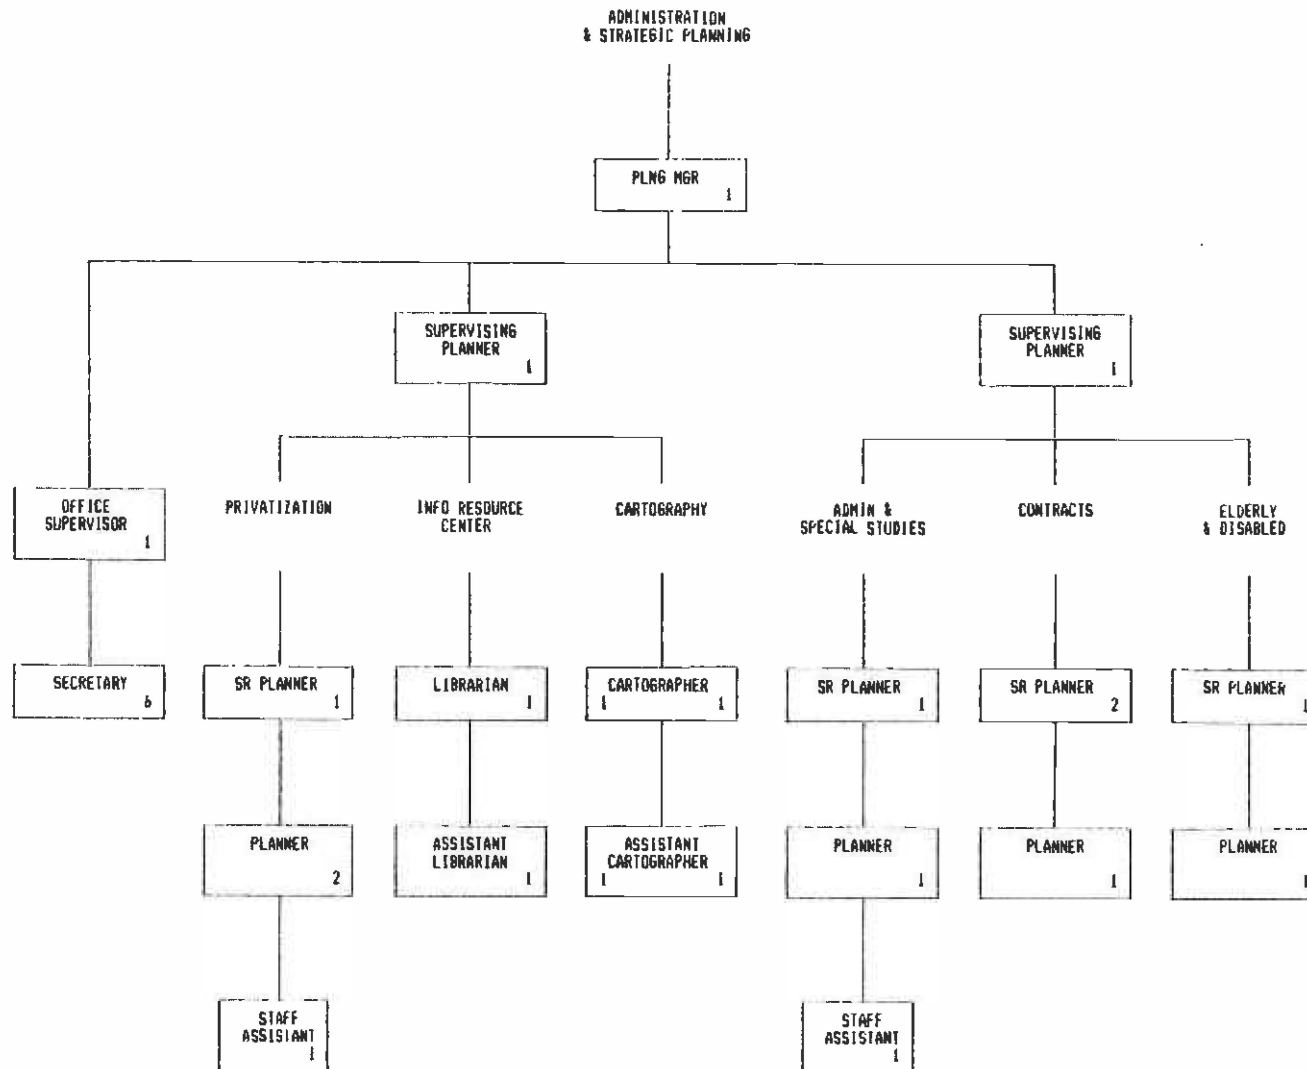 ADMINISTRATION
& STRATEGIC PLANNING
PLNG MGR
1
SUPERVISING
PLANNER
1
SUPERVISING
PLANNER
1
OFFICE
SUPERVISOR
1
PRIVATIZATION
INFO RESOURCE
CENTER
CARTOGRAPHY
ADMIN &
SPECIAL STUDIES
CONTRACTS
ELDERLY
& DISABLED
SECRETARY
6
SR PLANNER
1
LIBRARIAN
1
CARTOGRAPHER
1 1
SR PLANNER
1
SR PLANNER
2
SR PLANNER
1
PLANNER
2
ASSISTANT
LIBRARIAN
1
ASSISTANT
CARTOGRAPHER
1 1
PLANNER
1
PLANNER
1
PLANNER
1
STAFF
ASSISTANT
1
STAFF
ASSISTANT
1